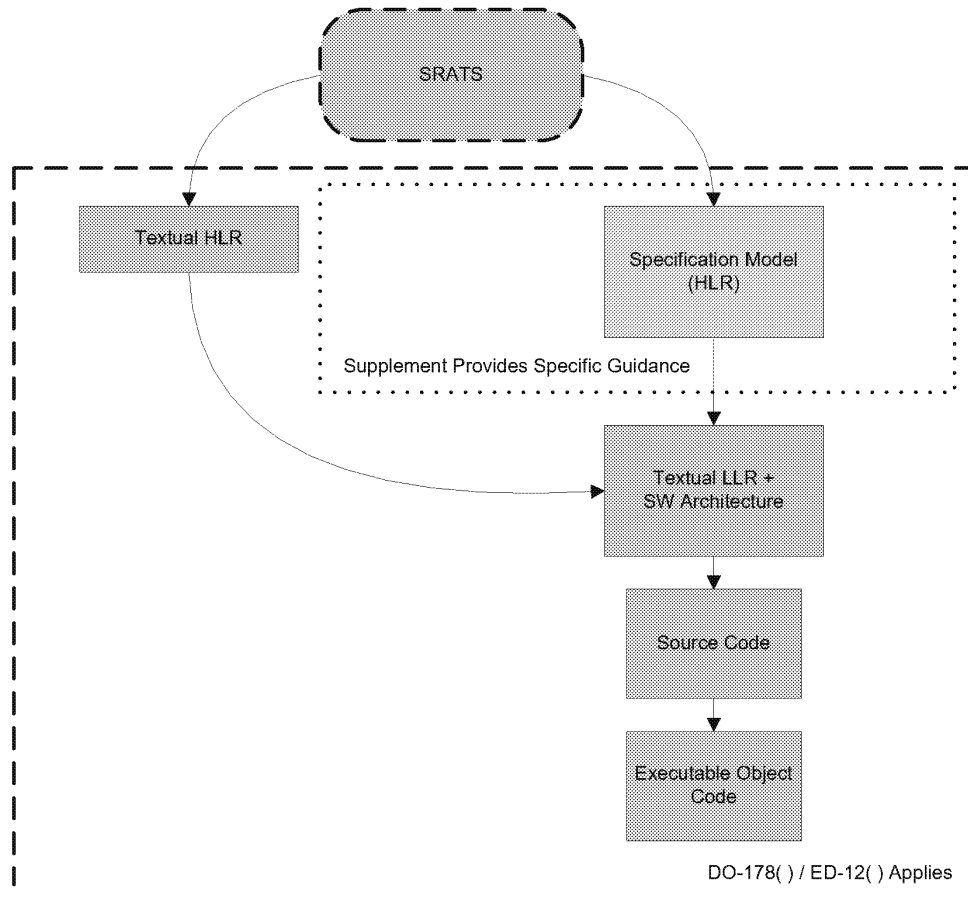 SRATS
Textual HLR
Specification Model
(HLR)
Supplement Provides Specific Guidance
Textual LLR +
SW Architecture
Source Code
Executable Object
Code
DO-178( ) / ED-12( ) Applies